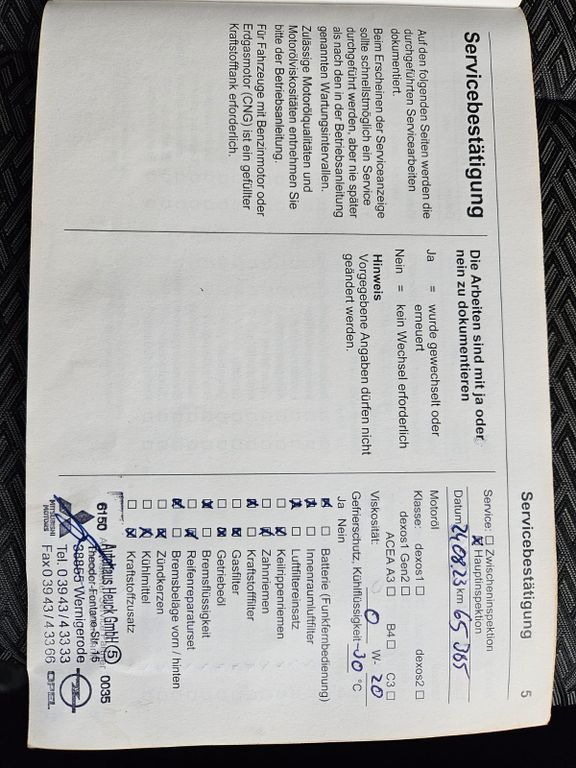 Servicebestätigung
Auf den folgenden Seiten werden die
durchgeführten Servicearbeiten
dokumentiert.
Beim Erscheinen der Serviceanzeige
sollte schnellstmöglich ein Service
durchgeführt werden, aber nie später
als nach den in der Betriebsanleitung
genannten Wartungsintervallen.
Zulässige Motorölqualitäten und
Motorölviskositäten entnehmen Sie
bitte der Betriebsanleitung.
Für Fahrzeuge mit Benzinmotor oder
Erdgasmotor (CNG) ist ein gefüllter
Kraftstofftank erforderlich.
Die Arbeiten sind mit ja oder
nein zu dokumentieren
Ja = wurde gewechselt oder
erneuert
Nein = kein Wechsel erforderlich
Hinweis
Vorgegebene Angaben dürfen nicht
geändert werden.
Servicebestätigung 5
Service: ☐ Zwischeninspektion
☒ Hauptinspektion
Datum 24.08.23 km 65 385
Motoröl
Klasse: dexos1 ☐ dexos2 ☐
dexos1 Gen2 ☐
ACEA A3 ☐ B4 ☐ C3 ☐
Viskosität: 0 W- 20
Gefrierschutz, Kühlflüssigkeit -30 °C
Ja Nein
☒ ☐ Batterie (Funkfernbedienung)
☒ ☐ Innenraumluftfilter
☒ ☐ Luftfiltereinsatz
☐ ☒ Keilrippenriemen
☐ ☒ Zahnriemen
☒ ☐ Kraftstofffilter
☐ ☒ Gasfilter
☐ ☒ Getriebeöl
☒ ☐ Bremsflüssigkeit
☐ ☒ Reifenreparaturset
☒ ☐ Bremsbeläge vorn / hinten
☐ ☒ Zündkerzen
☐ ☒ Kühlmittel
☐ ☒ Kraftstoffzusatz
6150 Autohaus Heyck GmbH 5 0035
Theodor-Fontane-Str. 15
38855 Wernigerode
Tel. 0 39 43/4 33 33
Fax 0 39 43/4 33 66
MITSUBISHI
MOTORS
OPEL